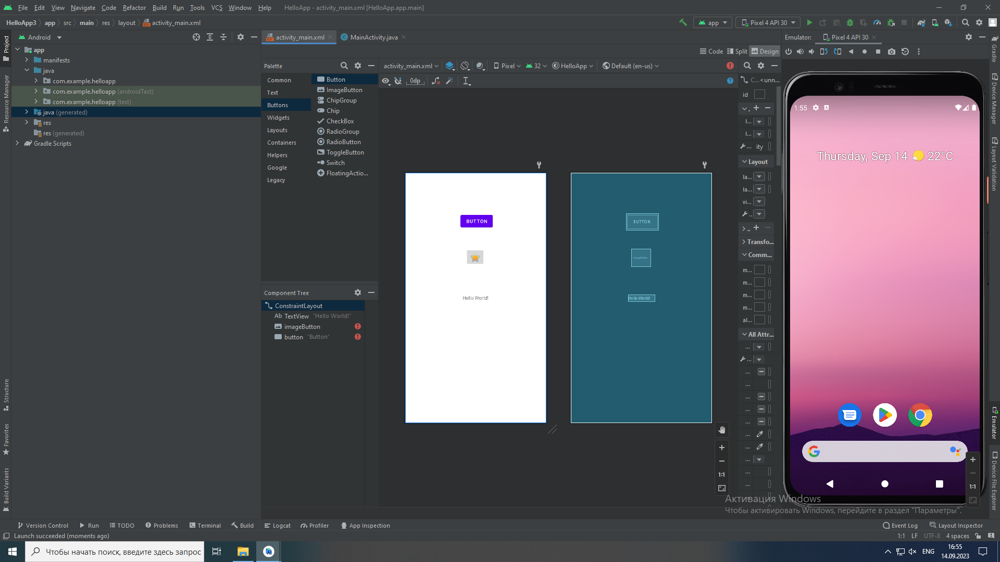 File Edit View Navigate Code Refactor Build Run Tools VCS Window Help HelloApp - activity_main.xml [HelloApp.app.main]
HelloApp3 app src main res layout activity_main.xml
app Pixel 4 API 30
Project
Android
activity_main.xml MainActivity.java
Emulator: Pixel 4 API 30
Gradle
Code Split Design
app
manifests
java
com.example.helloapp
com.example.helloapp (androidTest)
com.example.helloapp (test)
java (generated)
res
res (generated)
Gradle Scripts
Resource Manager
Structure
Favorites
Build Variants
Palette
Common
Text
Buttons
Widgets
Layouts
Containers
Helpers
Google
Legacy
Button
ImageButton
ChipGroup
Chip
CheckBox
RadioGroup
RadioButton
ToggleButton
Switch
FloatingActio...
activity_main.xml Pixel 32 HelloApp Default (en-us)
0dp
BUTTON
Hello World!
BUTTON
ImageButton
Hello World!
Component Tree
ConstraintLayout
Ab TextView "Hello World!"
imageButton
button "Button"
1:1
C... <unn...
id
l...
l...
... ity
Layout
la...
la...
vi...
..
..
Transfo...
Comm...
m...
m...
m...
m...
al...
All Attr...
...
...
...
...
...
...
...
...
...
...
...
...
1:55
Thursday, Sep 14 22°C
1:1
Device Manager
Layout Validation
Emulator
Device File Explorer
Активация Windows
Чтобы активировать Windows, перейдите в раздел "Параметры".
Version Control Run TODO Problems Terminal Build Logcat Profiler App Inspection Event Log Layout Inspector
Launch succeeded (moments ago) 1:1 LF UTF-8 4 spaces
Чтобы начать поиск, введите здесь запрос
ENG
16:55
14.09.2023